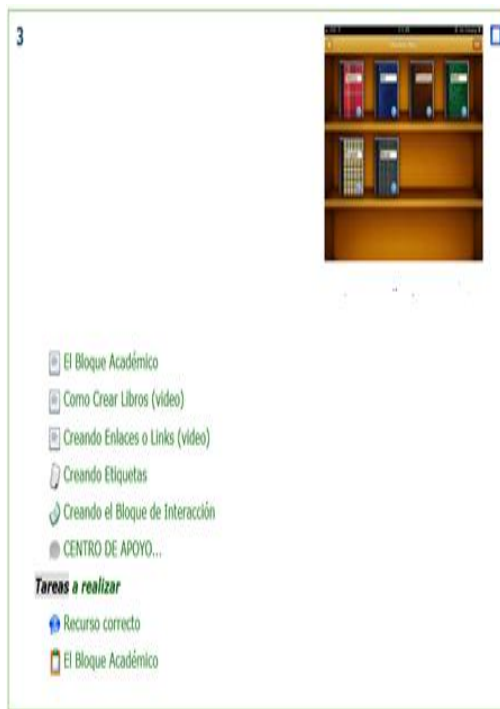 3
El Bloque Académico
Como Crear Libros (video)
Creando Enlaces o Links (video)
Creando Etiquetas
Creando el Bloque de Interacción
CENTRO DE APOYO...
Tareas a realizar
Recurso correcto
El Bloque Académico